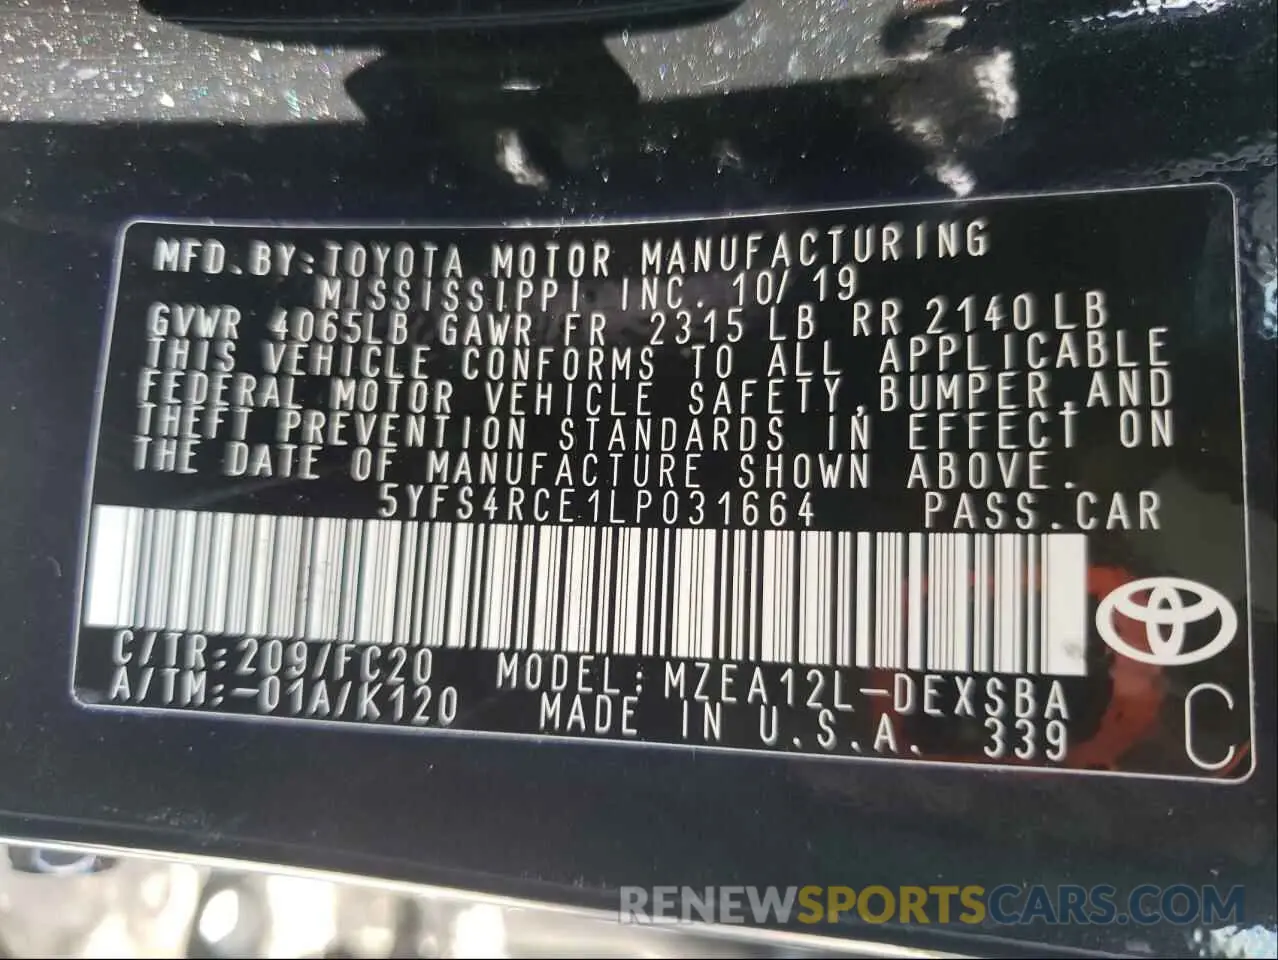 MFD.BY:TOYOTA MOTOR MANUFACTURING
MISSISSIPPI INC. 10/19
GVWR 4065LB GAWR FR 2315 LB RR 2140 LB
THIS VEHICLE CONFORMS TO ALL APPLICABLE
FEDERAL MOTOR VEHICLE SAFETY,BUMPER,AND
THEFT PREVENTION STANDARDS IN EFFECT ON
THE DATE OF MANUFACTURE SHOWN ABOVE.
5YFS4RCE1LP031664 PASS.CAR
C/TR:209/FC20 MODEL:MZEA12L-DEXSBA
A/TM:-01A/K120 MADE IN U.S.A. 339 C
RENEWSPORTSCARS.COM